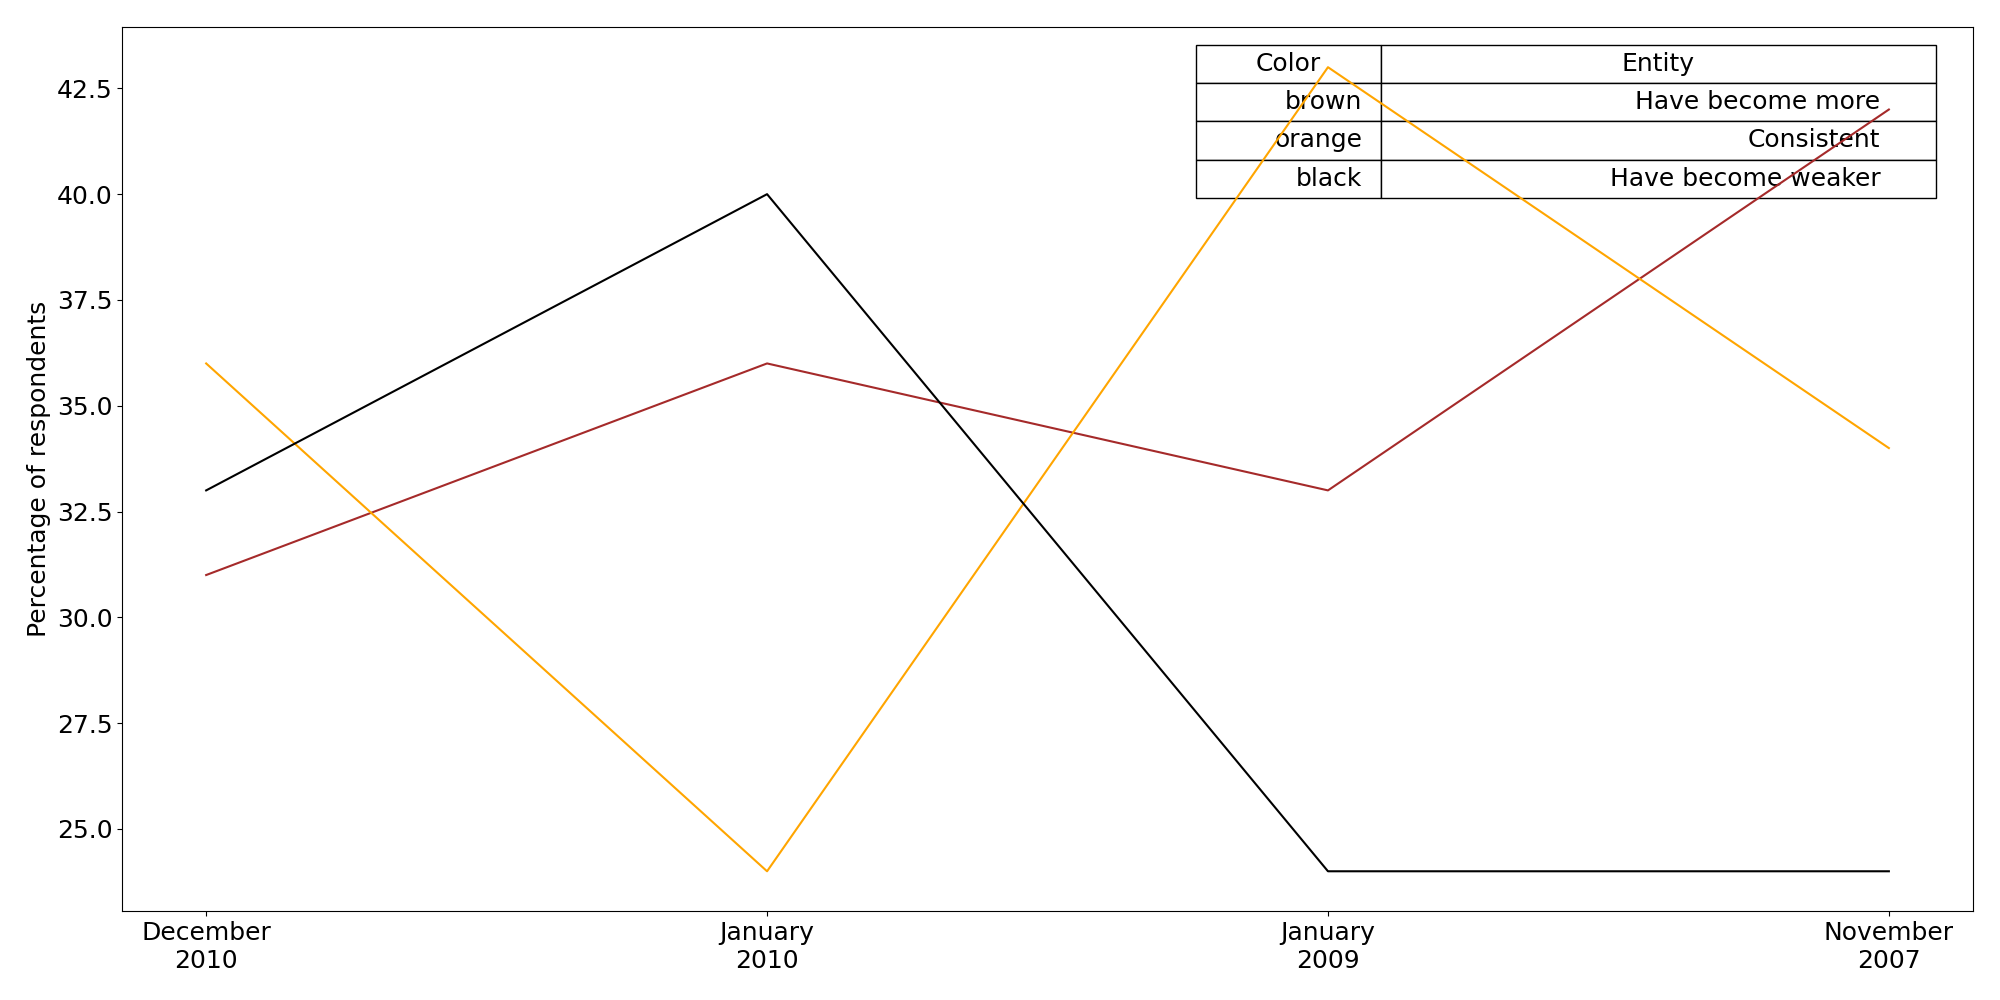 Color Entity
brown Have become more
orange Consistent
black Have become weaker
Percentage of respondents
42.5
40.0
37.5
35.0
32.5
30.0
27.5
25.0
December January January November
2010 2010 2009 2007